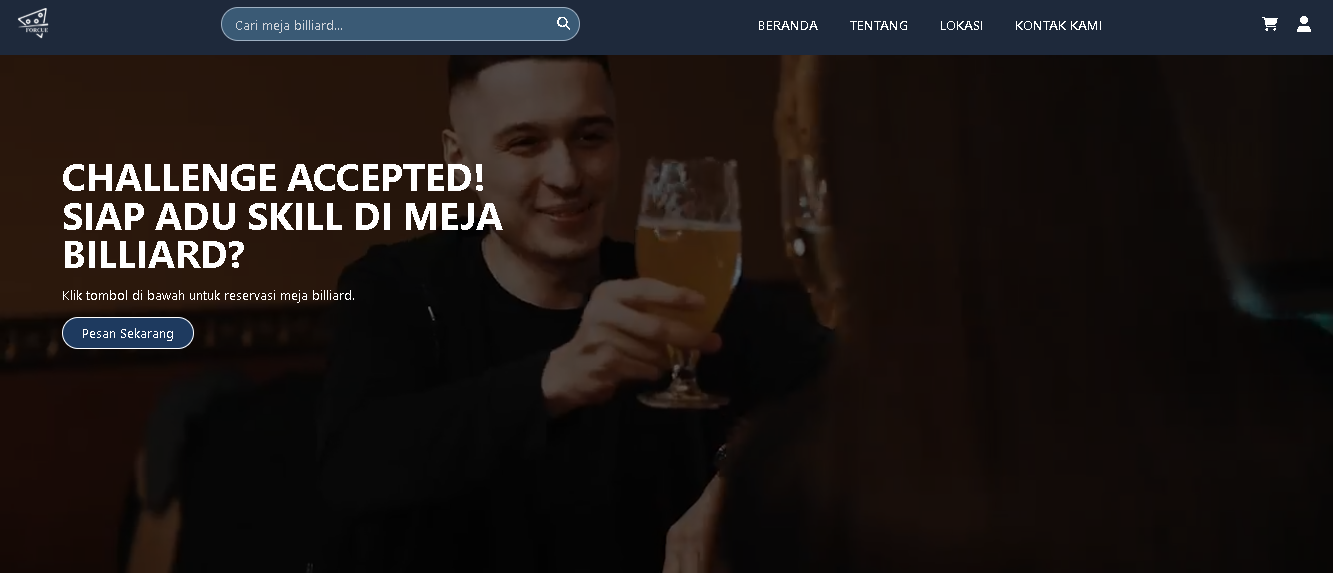 FORCUE
Cari meja billiard...
BERANDA
TENTANG
LOKASI
KONTAK KAMI
CHALLENGE ACCEPTED!
SIAP ADU SKILL DI MEJA
BILLIARD?
Klik tombol di bawah untuk reservasi meja billiard.
Pesan Sekarang